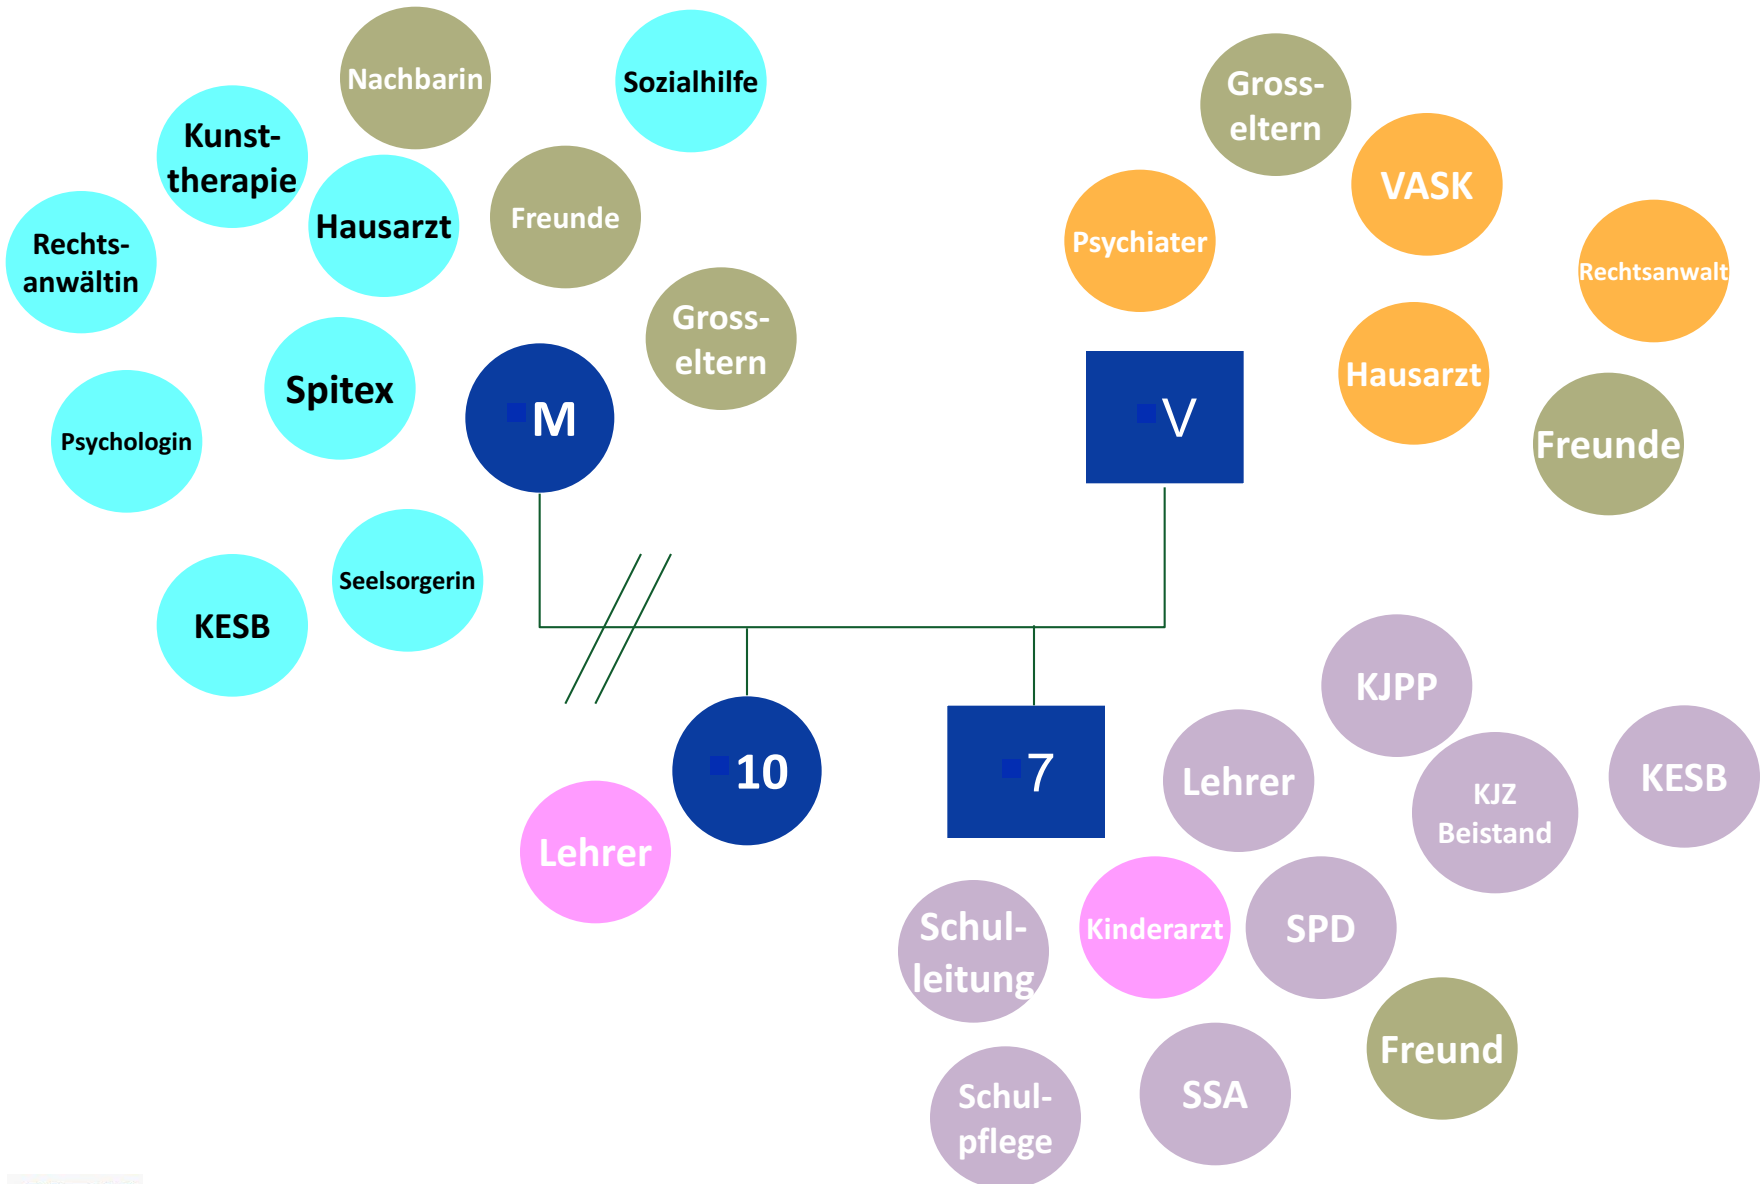 Nachbarin
Sozialhilfe
Kunst-
therapie
Hausarzt
Freunde
Rechts-
anwältin
Gross-
eltern
Spitex
M
Psychologin
Seelsorgerin
KESB
Gross-
eltern
VASK
Psychiater
Rechtsanwalt
Hausarzt
V
Freunde
10
Lehrer
7
KJPP
Lehrer
KJZ
Beistand
KESB
Schul-
leitung
Kinderarzt
SPD
Freund
Schul-
pflege
SSA